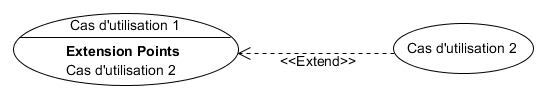 Cas d'utilisation 1
Extension Points
Cas d'utilisation 2
<<Extend>>
Cas d'utilisation 2